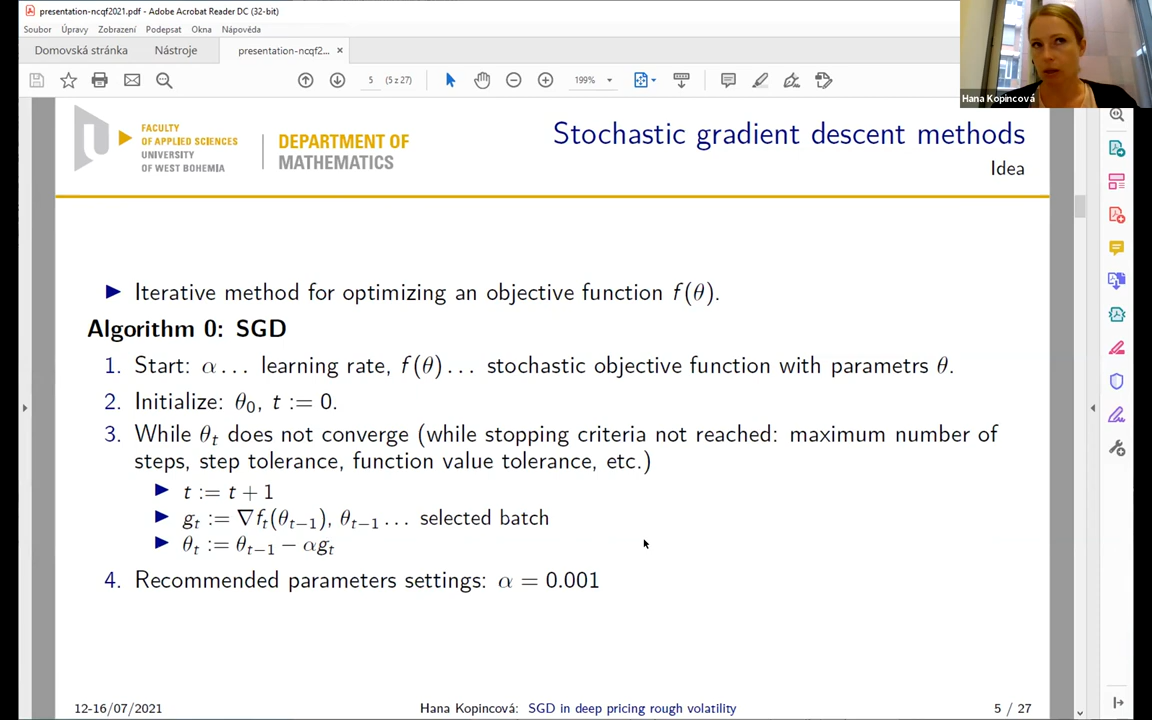 presentation-ncqf2021.pdf - Adobe Acrobat Reader DC (32-bit)
Soubor Úpravy Zobrazení Podepsat Okna Nápověda
Domovská stránka Nástroje presentation-ncqf2... ×
5 (5 z 27) 199%
Hana Kopincová
FACULTY
OF APPLIED SCIENCES
UNIVERSITY
OF WEST BOHEMIA
DEPARTMENT OF
MATHEMATICS
Stochastic gradient descent methods
Idea
▶ Iterative method for optimizing an objective function f(θ).
Algorithm 0: SGD
1. Start: α... learning rate, f(θ)... stochastic objective function with parametrs θ.
2. Initialize: θ₀, t := 0.
3. While θₜ does not converge (while stopping criteria not reached: maximum number of
steps, step tolerance, function value tolerance, etc.)
▶ t := t + 1
▶ gₜ := ∇fₜ(θₜ₋₁), θₜ₋₁... selected batch
▶ θₜ := θₜ₋₁ − αgₜ
4. Recommended parameters settings: α = 0.001
12-16/07/2021 Hana Kopincová: SGD in deep pricing rough volatility 5 / 27